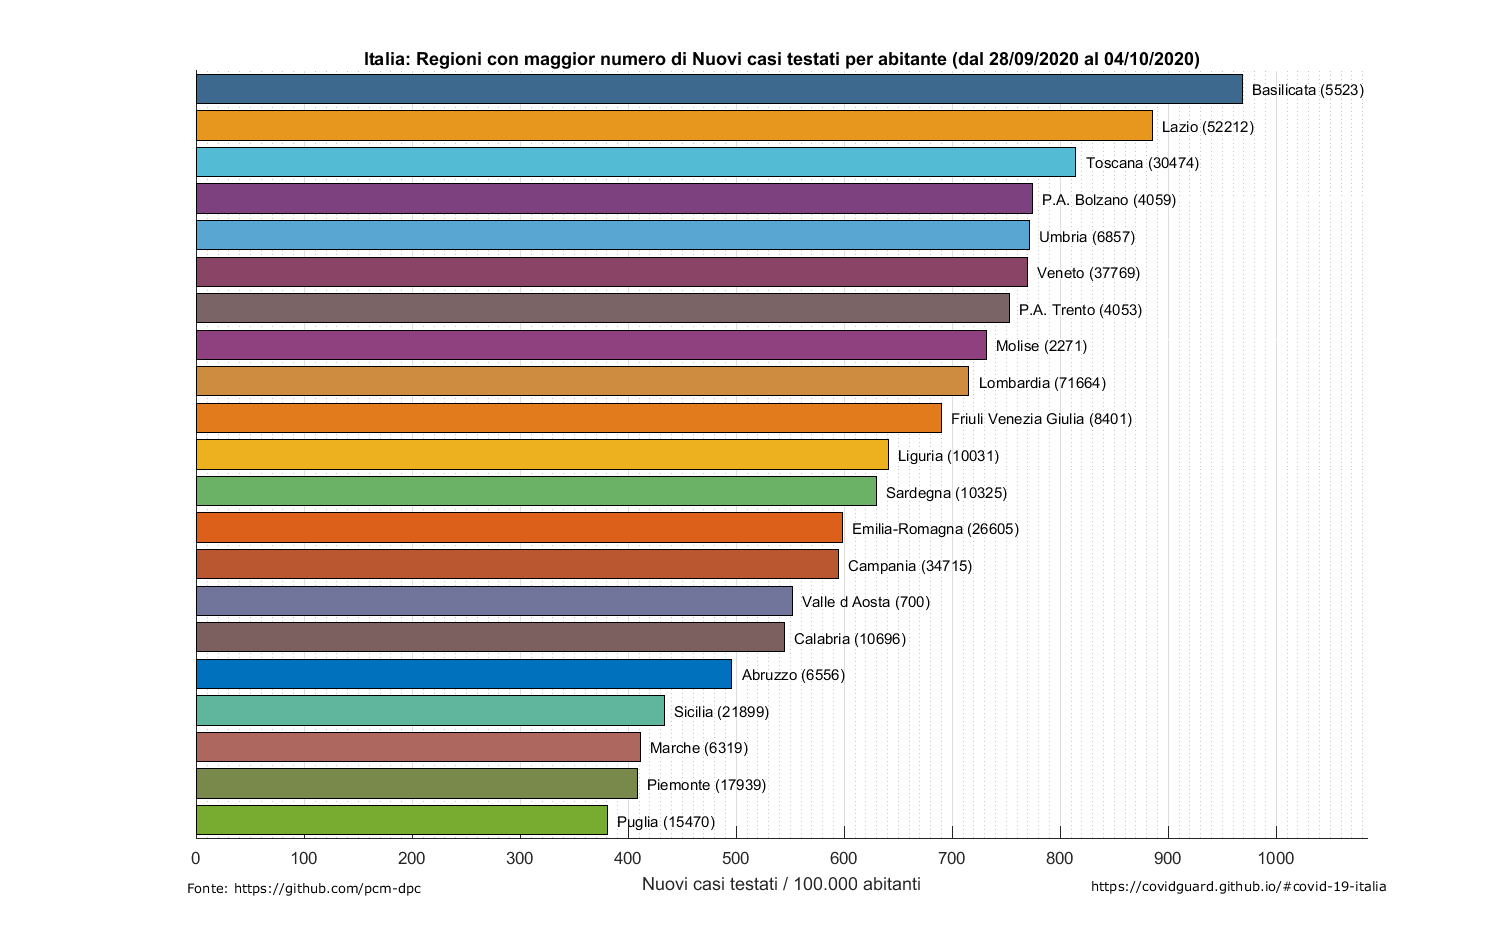 Italia: Regioni con maggior numero di Nuovi casi testati per abitante (dal 28/09/2020 al 04/10/2020)
Basilicata (5523)
Lazio (52212)
Toscana (30474)
P.A. Bolzano (4059)
Umbria (6857)
Veneto (37769)
P.A. Trento (4053)
Molise (2271)
Lombardia (71664)
Friuli Venezia Giulia (8401)
Liguria (10031)
Sardegna (10325)
Emilia-Romagna (26605)
Campania (34715)
Valle d Aosta (700)
Calabria (10696)
Abruzzo (6556)
Sicilia (21899)
Marche (6319)
Piemonte (17939)
Puglia (15470)
0 100 200 300 400 500 600 700 800 900 1000
Nuovi casi testati / 100.000 abitanti
Fonte: https://github.com/pcm-dpc
https://covidguard.github.io/#covid-19-italia